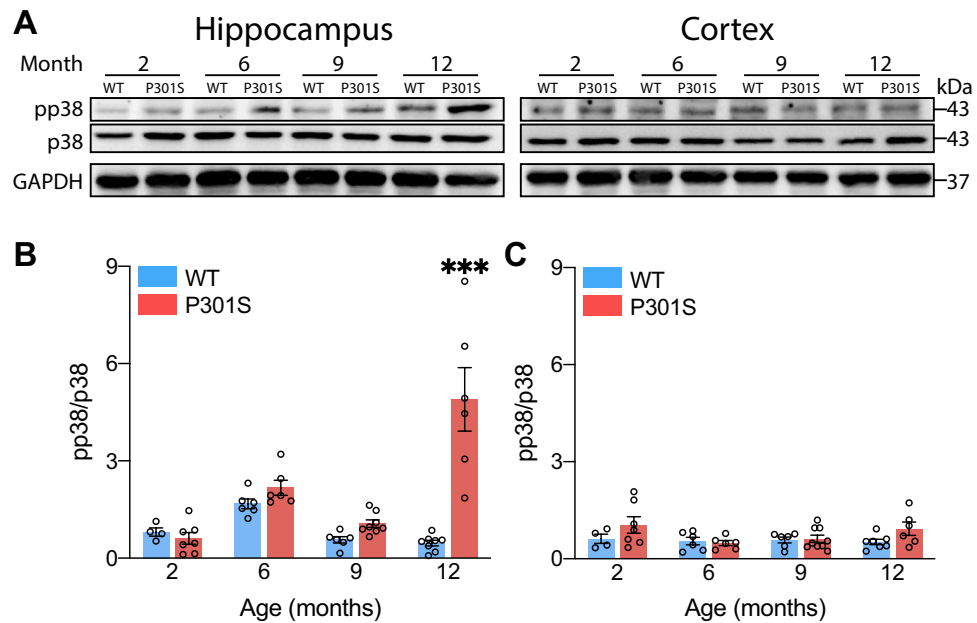 A
Hippocampus
Cortex
Month 2 6 9 12 2 6 9 12
WT P301S WT P301S WT P301S WT P301S WT P301S WT P301S WT P301S WT P301S kDa
pp38 43
p38 43
GAPDH 37
B
WT
P301S
***
9
6
3
0
pp38/p38
2 6 9 12
Age (months)
C
WT
P301S
9
6
3
0
pp38/p38
2 6 9 12
Age (months)